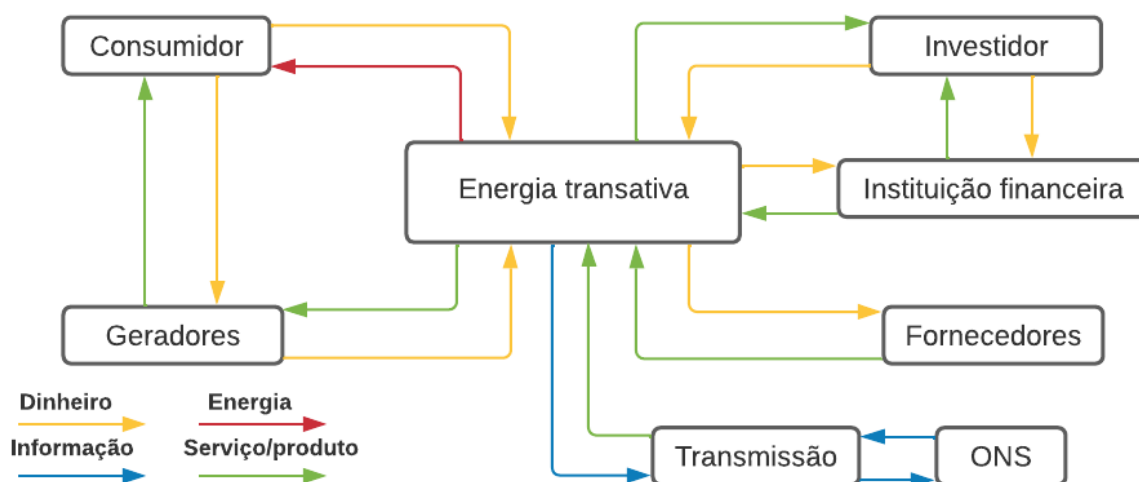 Consumidor
Investidor
Energia transativa
Instituição financeira
Geradores
Fornecedores
Dinheiro
Energia
Informação
Serviço/produto
Transmissão
ONS